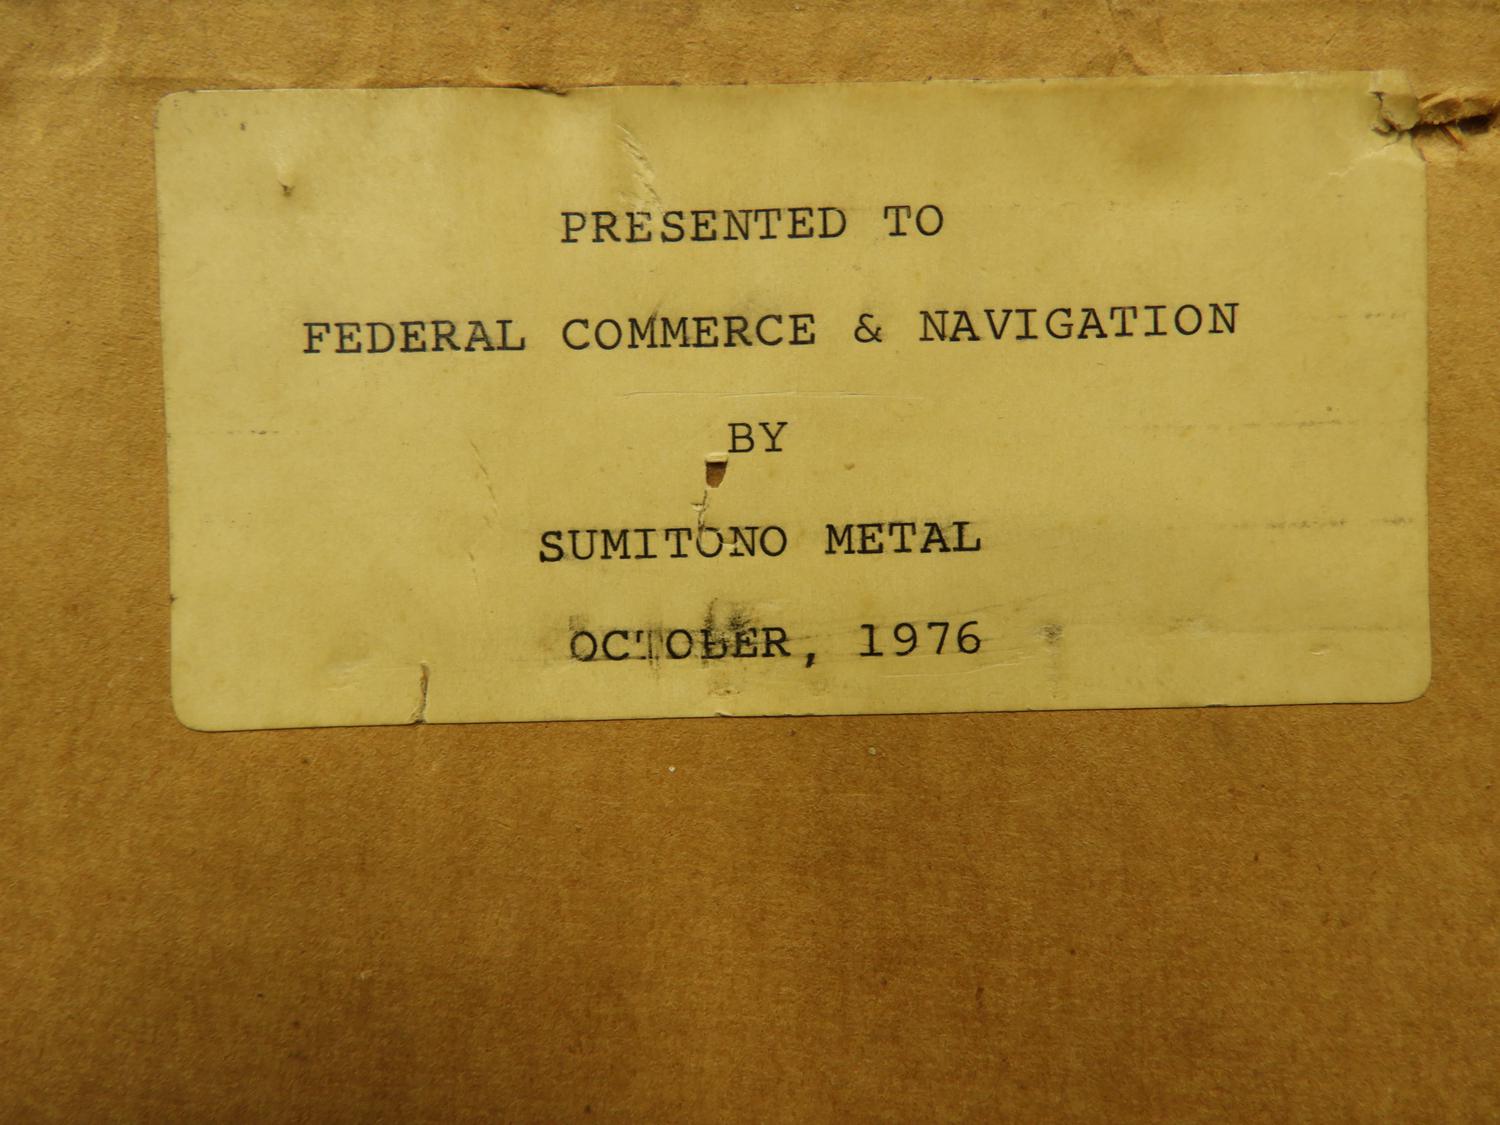 PRESENTED TO
FEDERAL COMMERCE & NAVIGATION
BY
SUMITONO METAL
OCTOBER, 1976